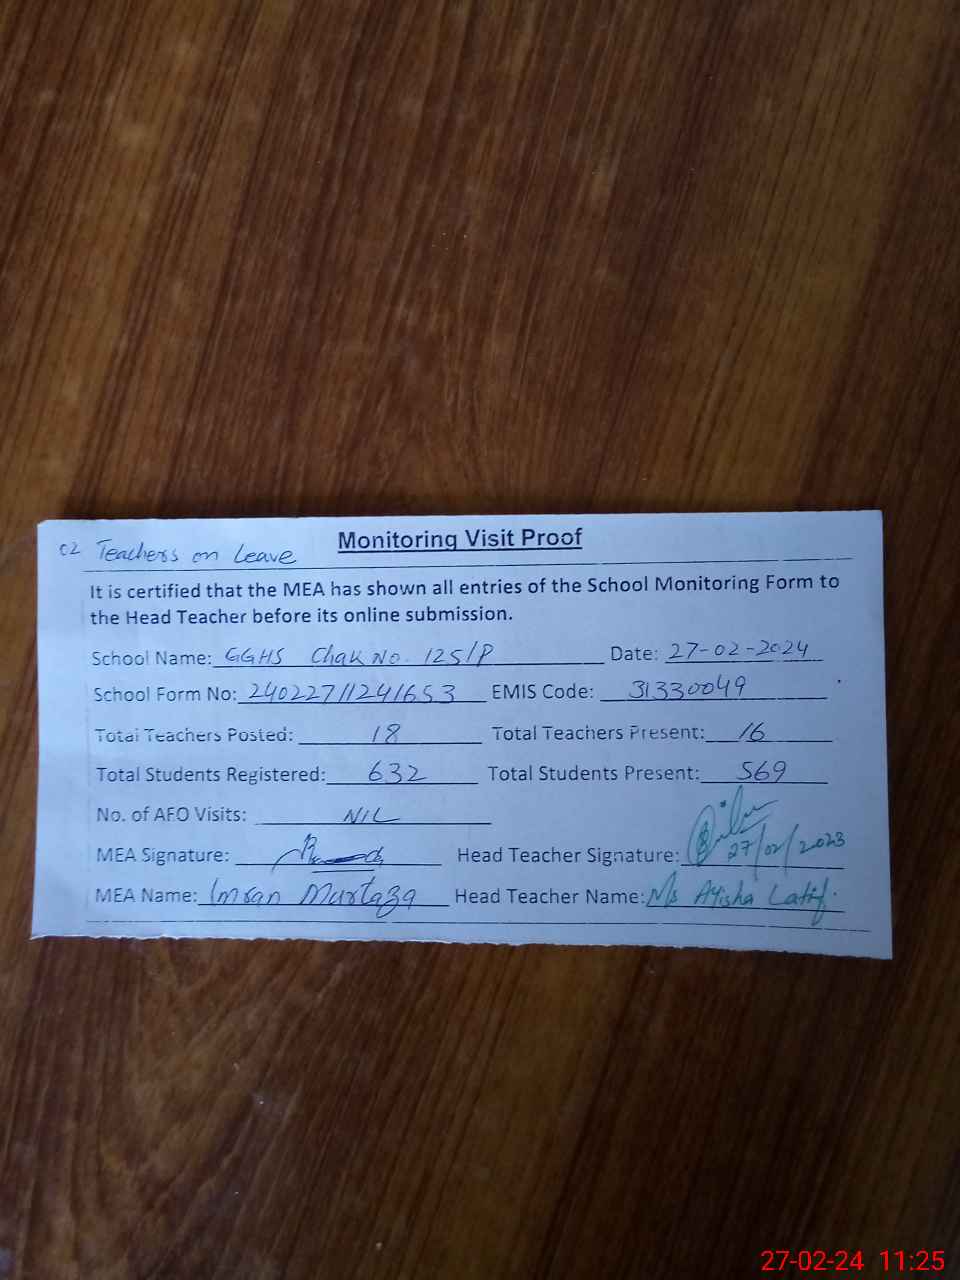 Monitoring Visit Proof
02 Teachers on Leave
It is certified that the MEA has shown all entries of the School Monitoring Form to
the Head Teacher before its online submission.
School Name: GGHS Chak No. 125/P Date: 27-02-2024
School Form No: 24022711241653 EMIS Code: 31330049
Total Teachers Posted: 18 Total Teachers Present: 16
Total Students Registered: 632 Total Students Present: 569
No. of AFO Visits: NIL
MEA Signature: Head Teacher Signature: 27/02/2023
MEA Name: Imran Murtaza Head Teacher Name: Ms Ayisha Latif.
27-02-24 11:25